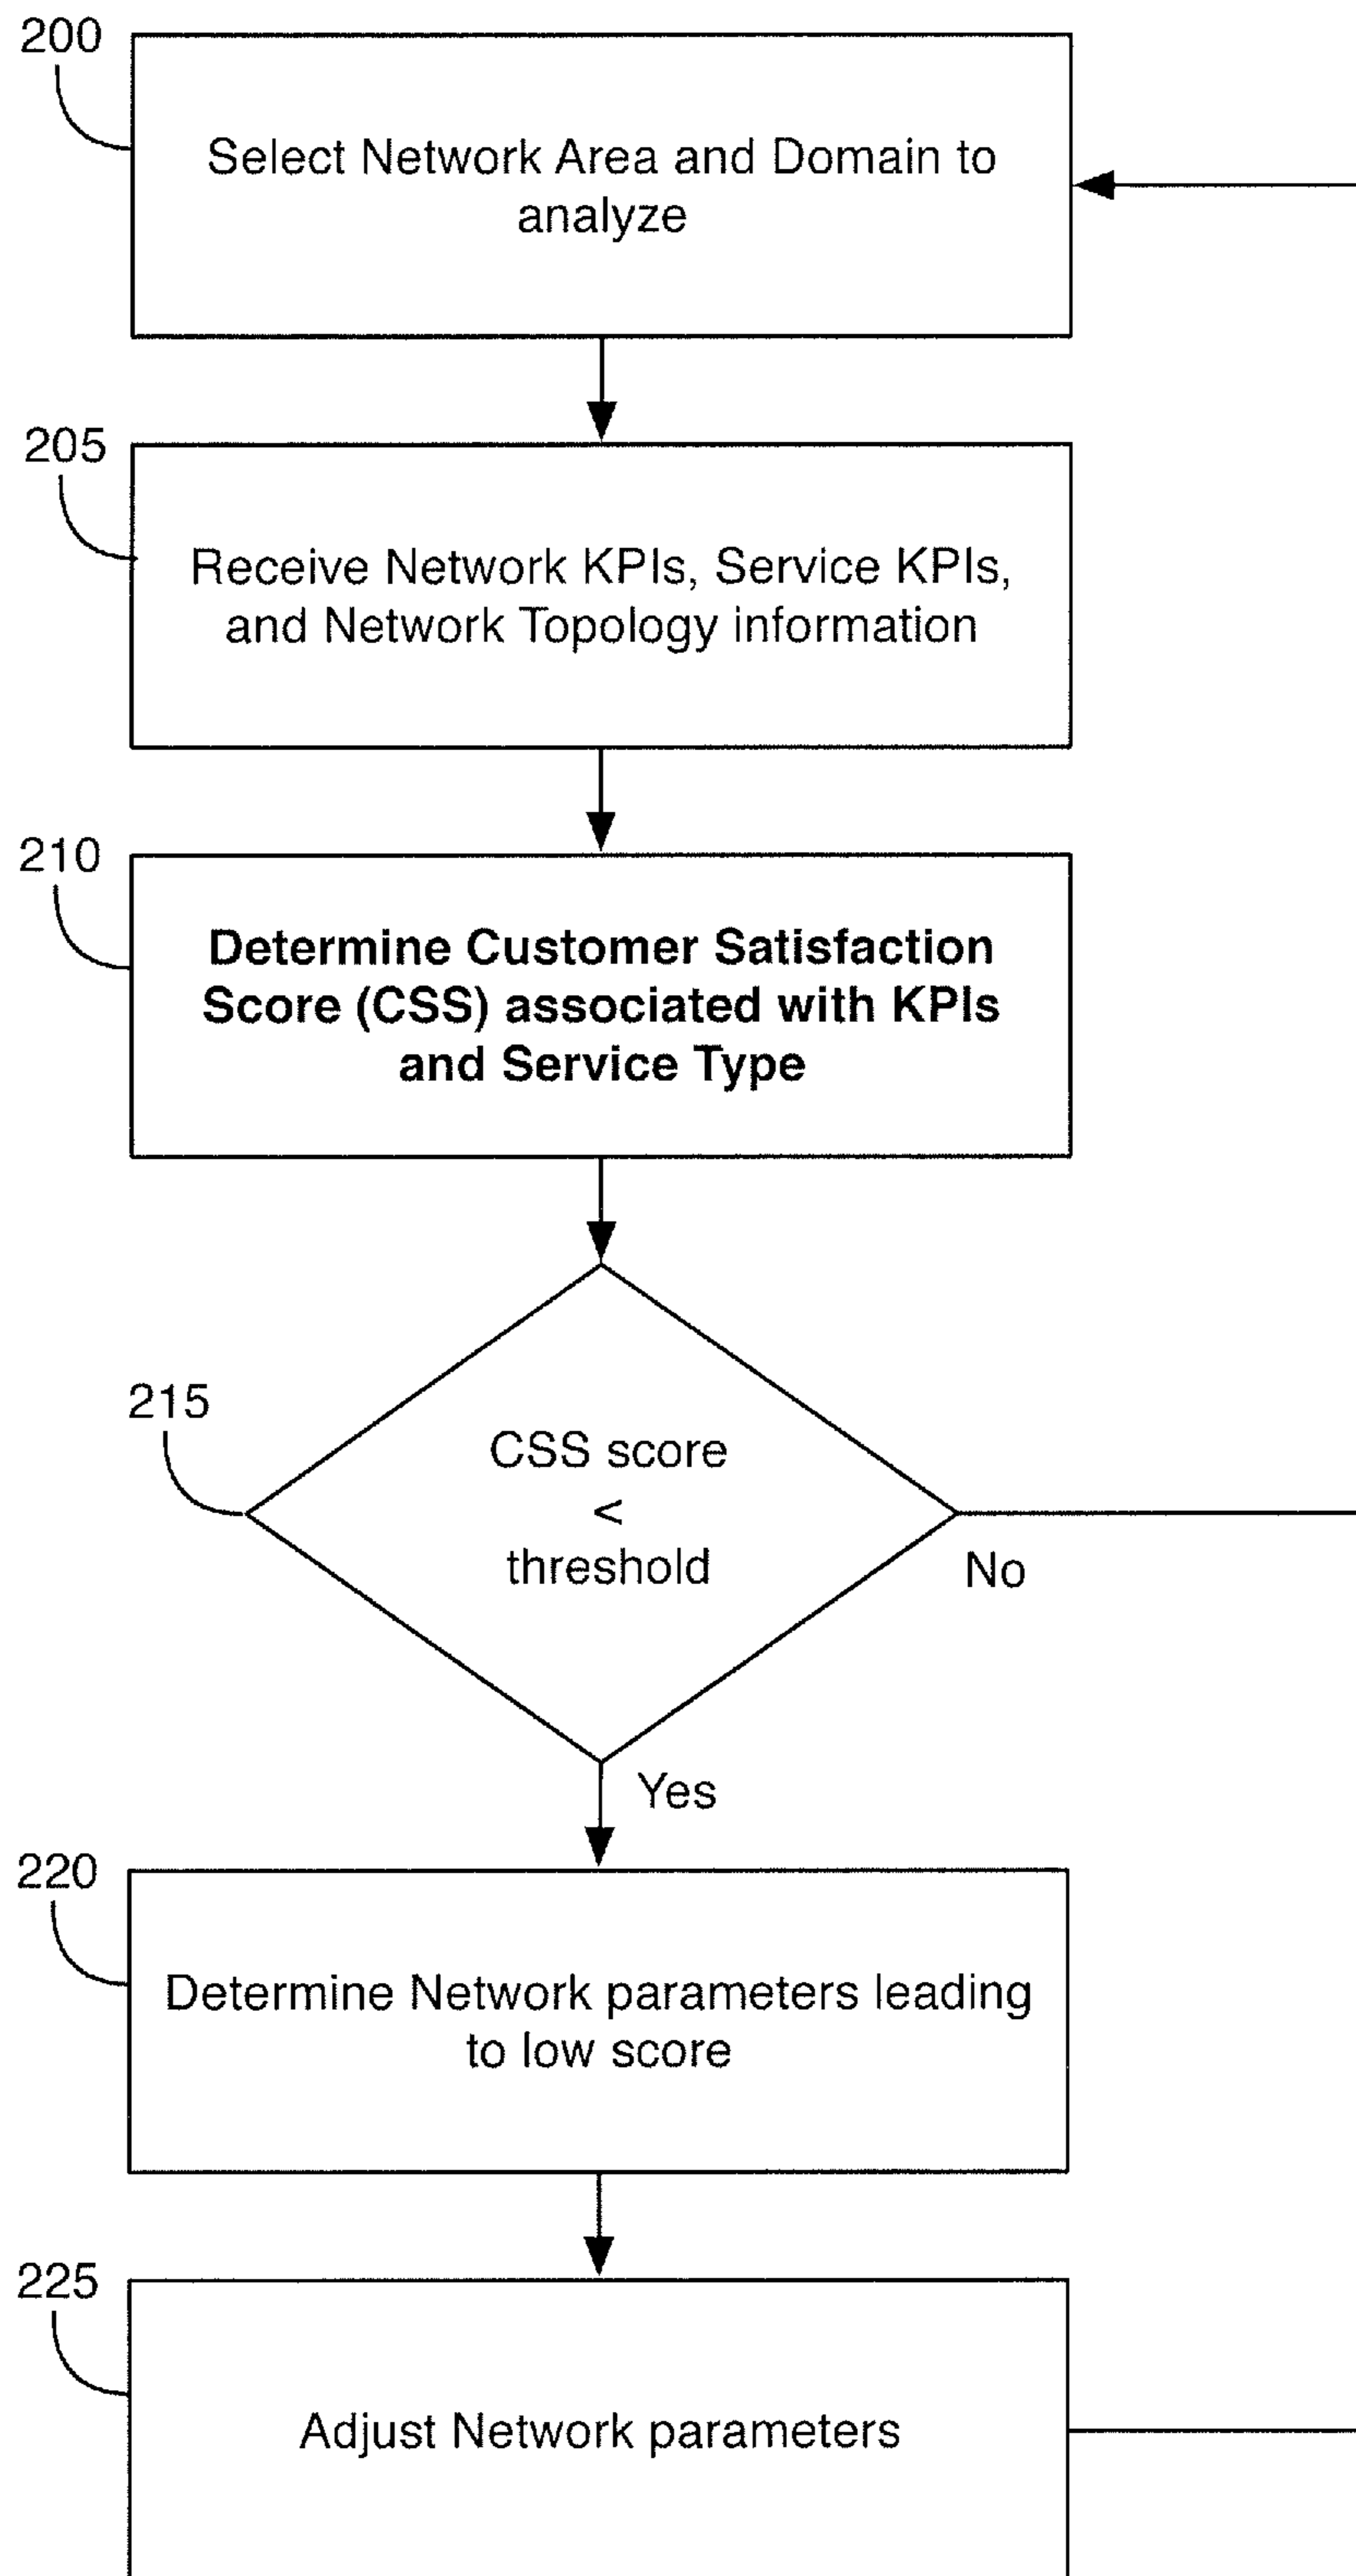 200
Select Network Area and Domain to
analyze
205
Receive Network KPIs, Service KPIs,
and Network Topology information
210
Determine Customer Satisfaction
Score (CSS) associated with KPIs
and Service Type
215
CSS score
<
threshold
No
Yes
220
Determine Network parameters leading
to low score
225
Adjust Network parameters